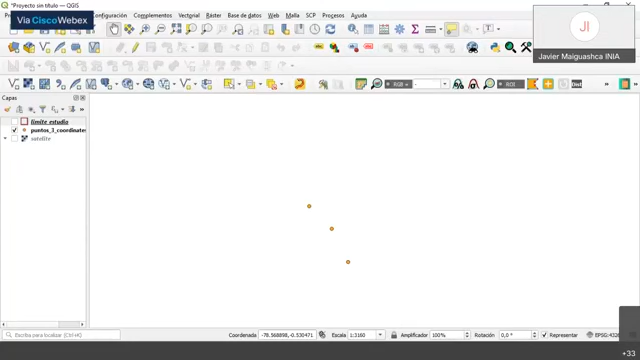 *Proyecto sin título — QGIS
Via Cisco Webex
Configuración Complementos Vectorial Ráster Base de datos Web Malla SCP Procesos Ayuda
JI
Javier Maiguashca INIA
RGB =
ROI
Dist
Capas
limite_estudio
puntos_3_coordinates
satelite
Escriba para localizar (Ctrl+K)
Coordenada -78.568898,-0.530471
Escala 1:3160
Amplificador 100%
Rotación 0,0 °
Representar
+33